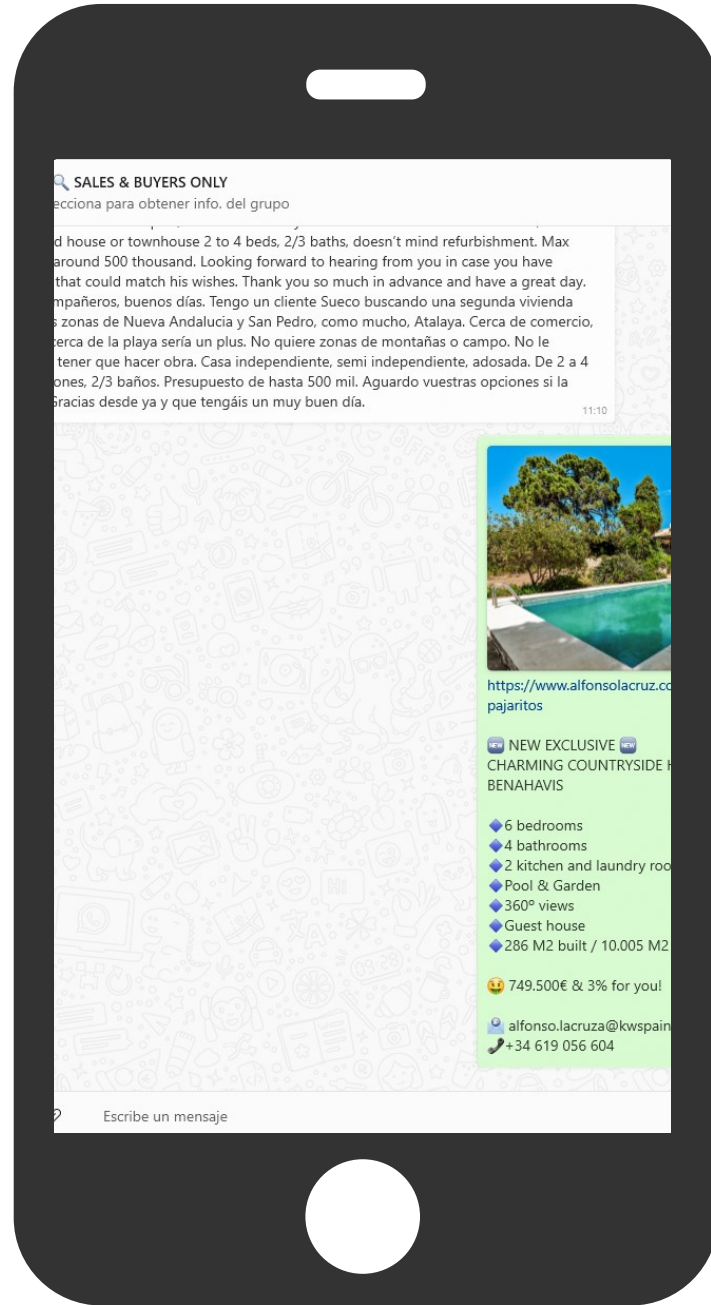 🔍 SALES & BUYERS ONLY
ecciona para obtener info. del grupo
d house or townhouse 2 to 4 beds, 2/3 baths, doesn't mind refurbishment. Max
around 500 thousand. Looking forward to hearing from you in case you have
that could match his wishes. Thank you so much in advance and have a great day.
mpañeros, buenos días. Tengo un cliente Sueco buscando una segunda vivienda
s zonas de Nueva Andalucia y San Pedro, como mucho, Atalaya. Cerca de comercio,
cerca de la playa sería un plus. No quiere zonas de montañas o campo. No le
tener que hacer obra. Casa independiente, semi independiente, adosada. De 2 a 4
ones, 2/3 baños. Presupuesto de hasta 500 mil. Aguardo vuestras opciones si la
Gracias desde ya y que tengáis un muy buen día.
11:10
https://www.alfonsolacruz.co
pajaritos
🆕 NEW EXCLUSIVE 🆕
CHARMING COUNTRYSIDE H
BENAHAVIS
🔷6 bedrooms
🔷4 bathrooms
🔷2 kitchen and laundry roo
🔷Pool & Garden
🔷360º views
🔷Guest house
🔷286 M2 built / 10.005 M2
🤑 749.500€ & 3% for you!
alfonso.lacruza@kwspain
+34 619 056 604
Escribe un mensaje